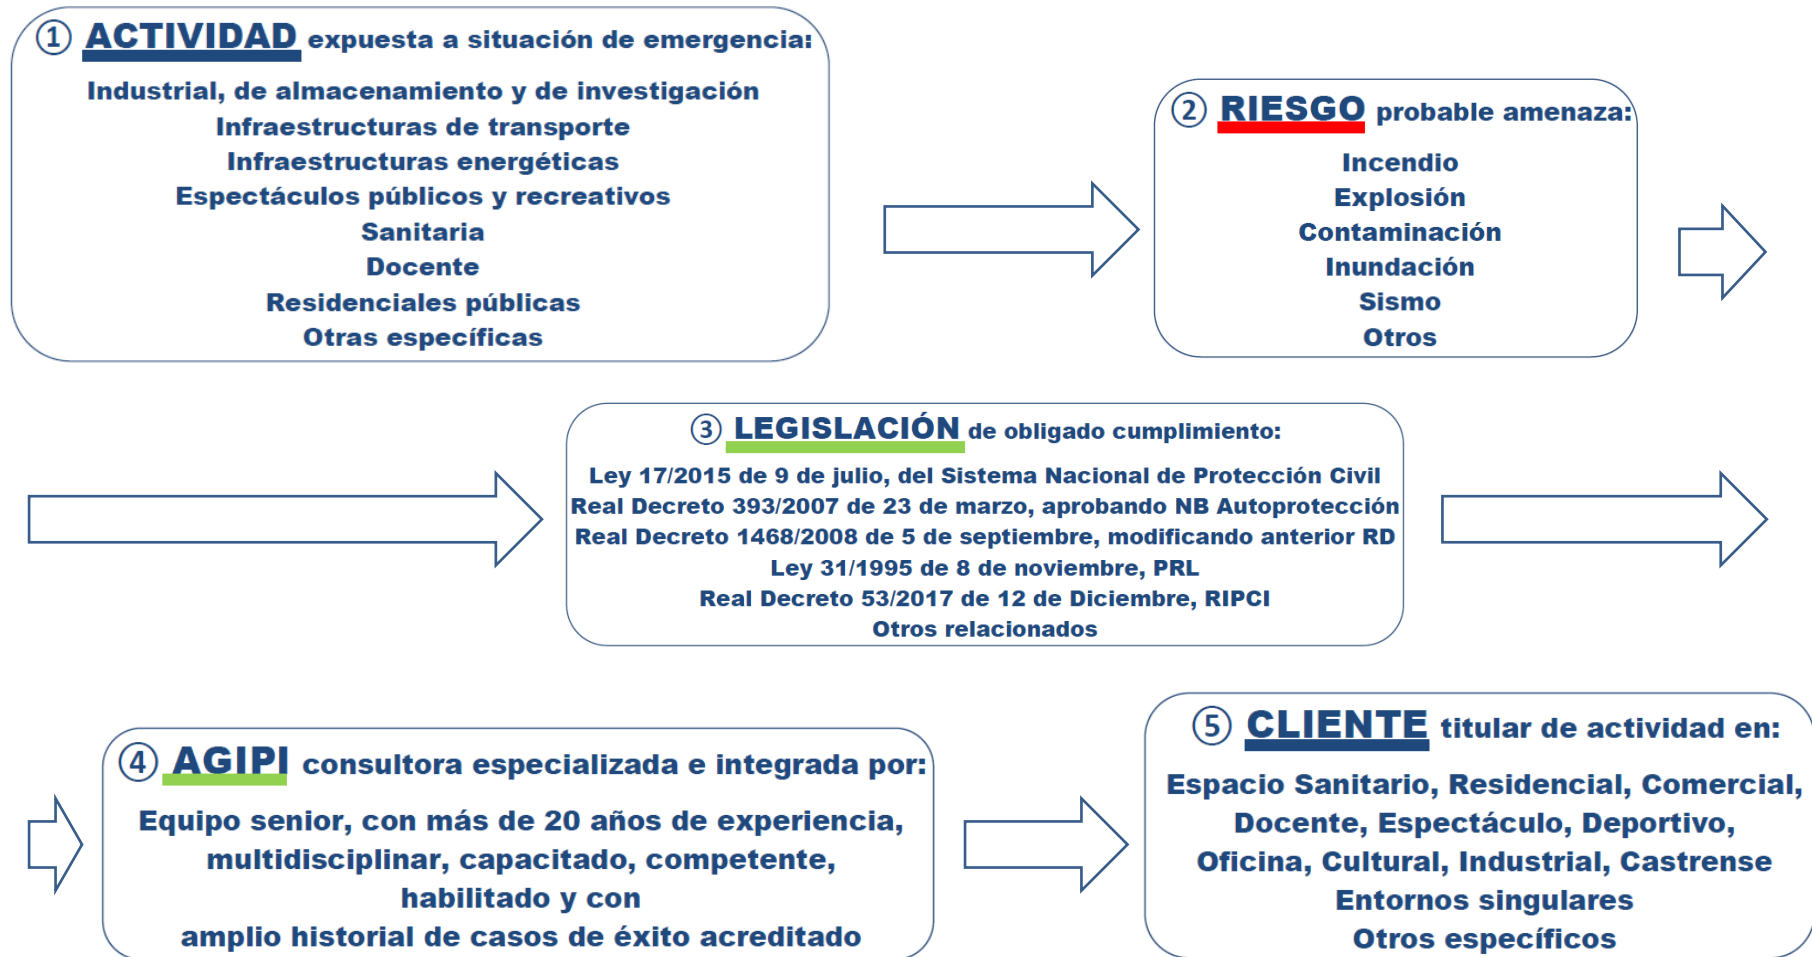 ① ACTIVIDAD expuesta a situación de emergencia:
Industrial, de almacenamiento y de investigación
Infraestructuras de transporte
Infraestructuras energéticas
Espectáculos públicos y recreativos
Sanitaria
Docente
Residenciales públicas
Otras específicas
② RIESGO probable amenaza:
Incendio
Explosión
Contaminación
Inundación
Sismo
Otros
③ LEGISLACIÓN de obligado cumplimiento:
Ley 17/2015 de 9 de julio, del Sistema Nacional de Protección Civil
Real Decreto 393/2007 de 23 de marzo, aprobando NB Autoprotección
Real Decreto 1468/2008 de 5 de septiembre, modificando anterior RD
Ley 31/1995 de 8 de noviembre, PRL
Real Decreto 53/2017 de 12 de Diciembre, RIPCI
Otros relacionados
④ AGIPI consultora especializada e integrada por:
Equipo senior, con más de 20 años de experiencia,
multidisciplinar, capacitado, competente,
habilitado y con
amplio historial de casos de éxito acreditado
⑤ CLIENTE titular de actividad en:
Espacio Sanitario, Residencial, Comercial,
Docente, Espectáculo, Deportivo,
Oficina, Cultural, Industrial, Castrense
Entornos singulares
Otros específicos